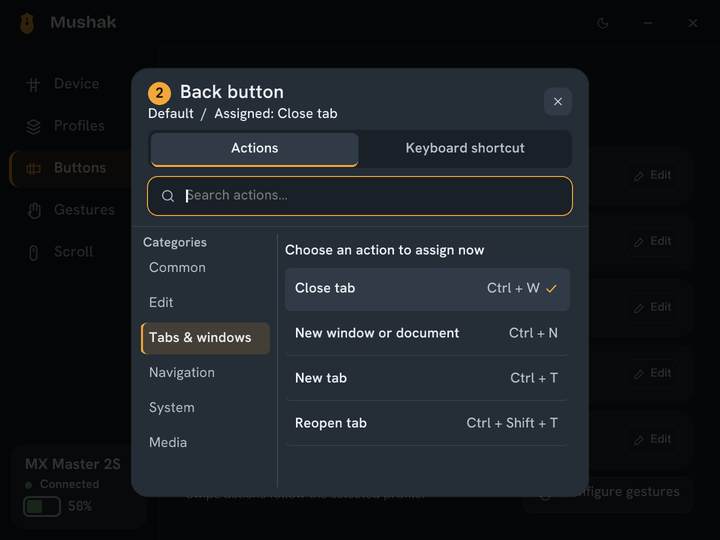 Mushak
Device
Profiles
Buttons
Gestures
Scroll
MX Master 2S
Connected
50%
2 Back button
Default / Assigned: Close tab
Actions
Keyboard shortcut
Search actions...
Categories
Common
Edit
Tabs & windows
Navigation
System
Media
Choose an action to assign now
Close tab Ctrl + W
New window or document Ctrl + N
New tab Ctrl + T
Reopen tab Ctrl + Shift + T
Edit
Edit
Edit
Edit
Edit
gestures